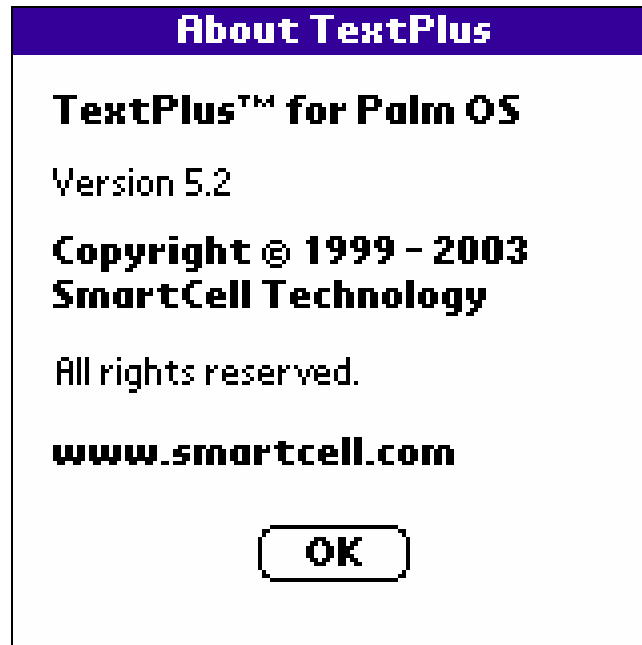 About TextPlus
TextPlus™ for Palm OS
Version 5.2
Copyright © 1999 - 2003
SmartCell Technology
All rights reserved.
www.smartcell.com
OK